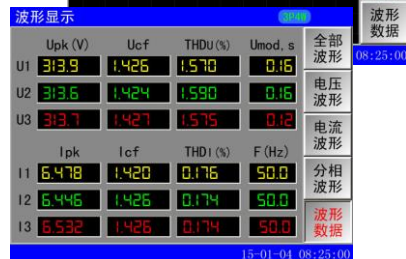 波形显示 3P4W
Upk(V) Ucf THDU(%) Umod,s
U1 313.9 1.426 1.570 0.16
U2 313.6 1.424 1.590 0.16
U3 313.7 1.427 1.575 0.12
Ipk Icf THDI(%) F(Hz)
I1 6.478 1.420 0.176 50.0
I2 6.446 1.426 0.174 50.0
I3 6.532 1.426 0.174 50.0
全部
波形
电压
波形
电流
波形
分相
波形
波形
数据
15-01-04 08:25:00
波形
数据
08:25:00